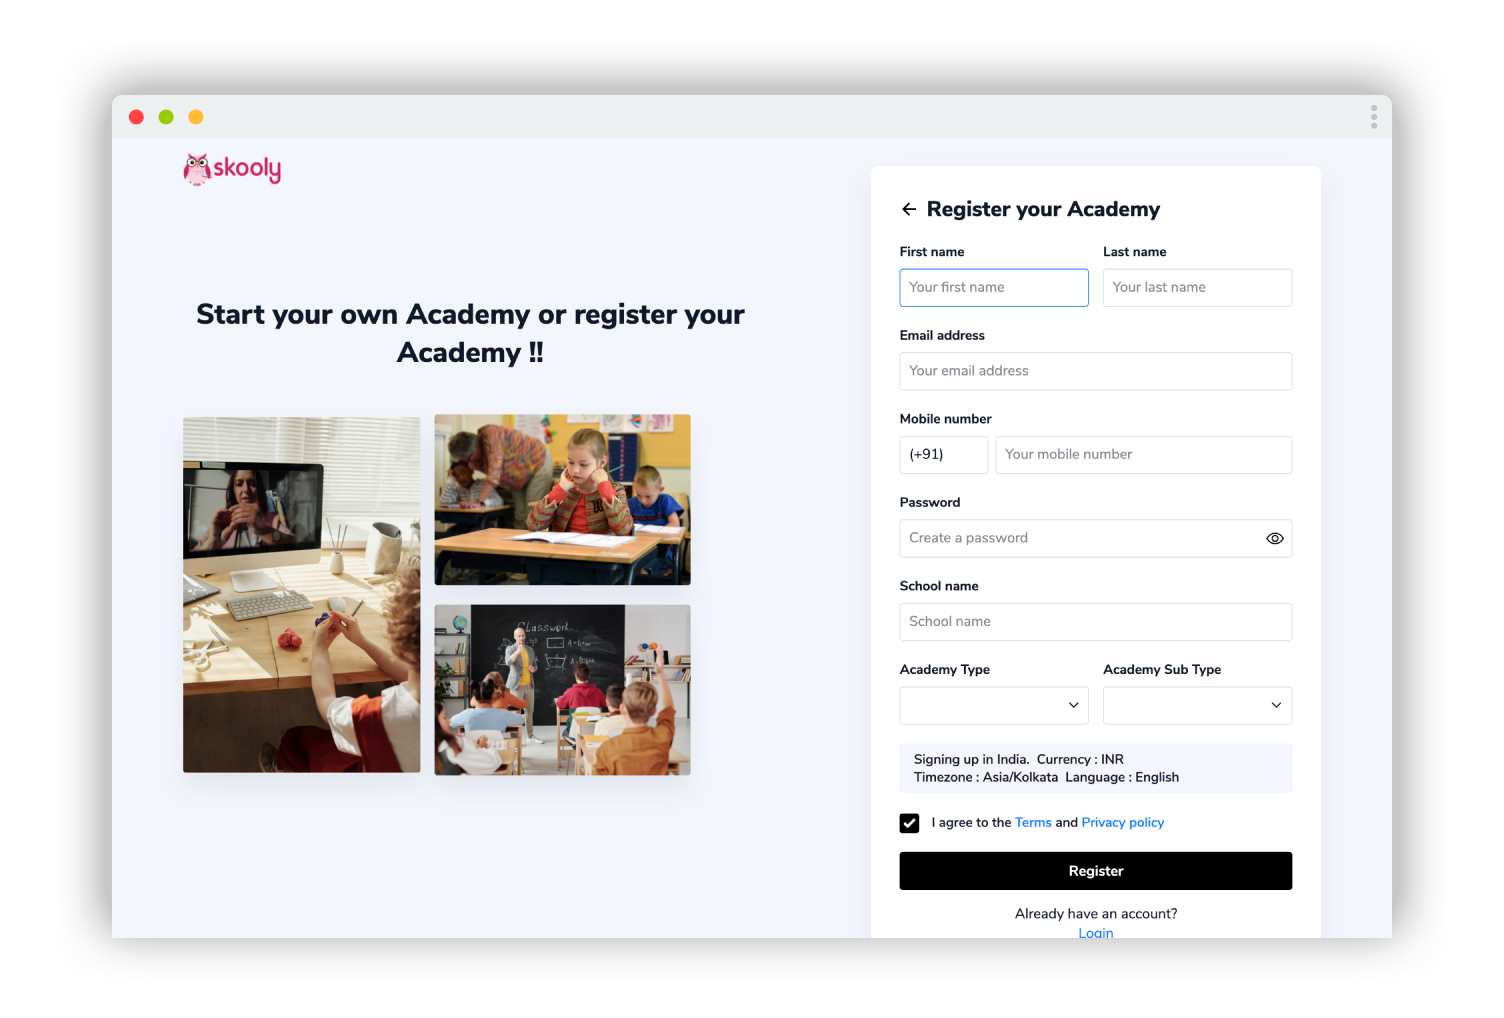 skooly
Start your own Academy or register your
Academy !!
Classwork
Register your Academy
First name
Last name
Your first name
Your last name
Email address
Your email address
Mobile number
(+91)
Your mobile number
Password
Create a password
School name
School name
Academy Type
Academy Sub Type
Signing up in India. Currency : INR
Timezone : Asia/Kolkata Language : English
I agree to the Terms and Privacy policy
Register
Already have an account?
Login